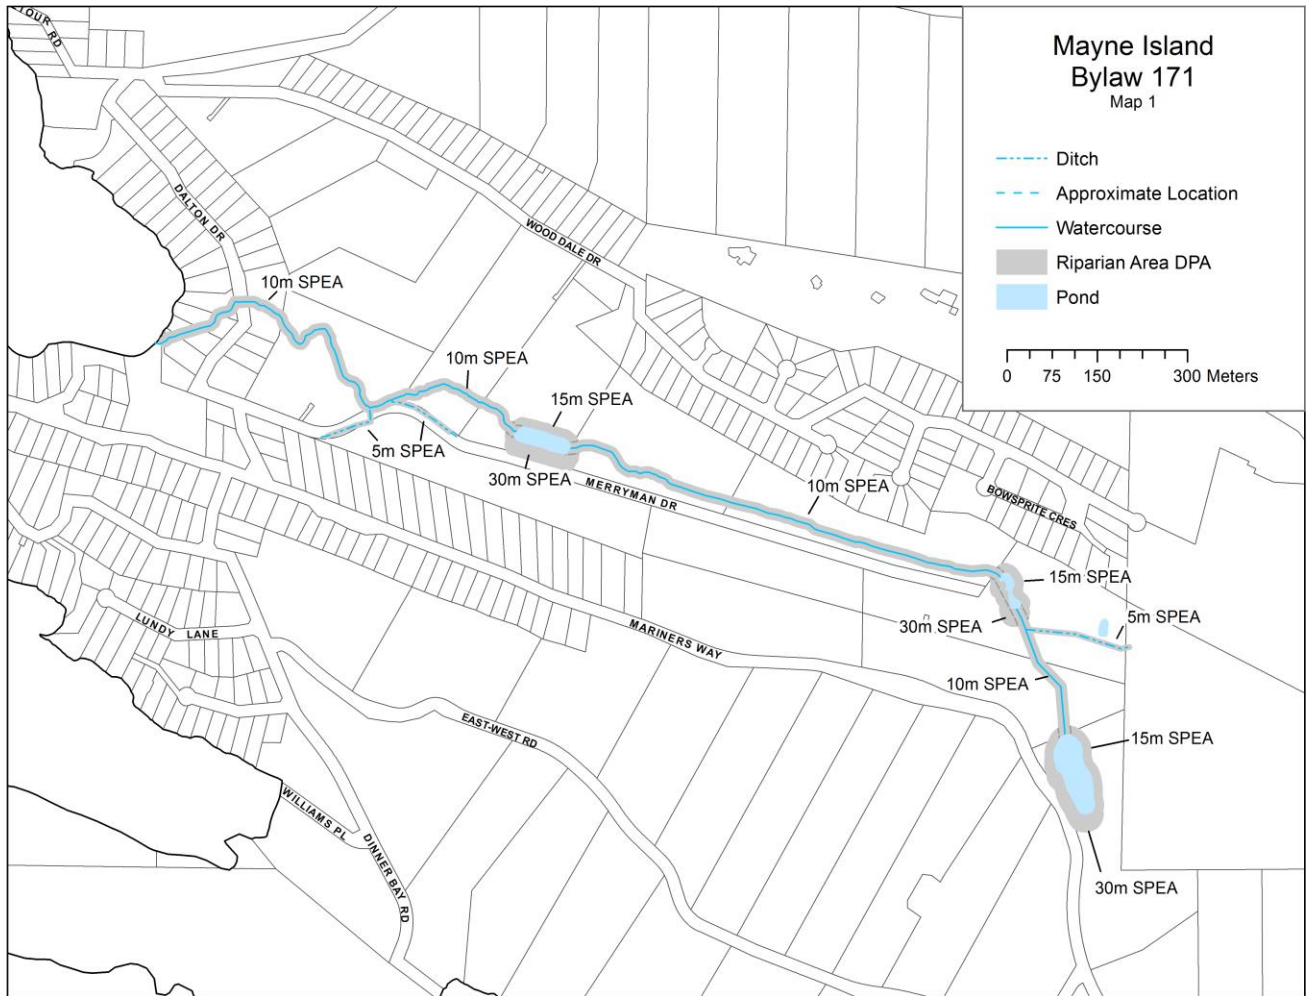 TOUR RD
Mayne Island
Bylaw 171
Map 1
Ditch
Approximate Location
Watercourse
Riparian Area DPA
Pond
0 75 150 300 Meters
DALTON DR
WOOD DALE DR
10m SPEA
10m SPEA
15m SPEA
5m SPEA
30m SPEA
MERRYMAN DR
10m SPEA
BOWSPRITE CRES
15m SPEA
5m SPEA
30m SPEA
LUNDY LANE
MARINERS WAY
10m SPEA
EAST-WEST RD
15m SPEA
WILLIAMS PL
DINNER BAY RD
30m SPEA